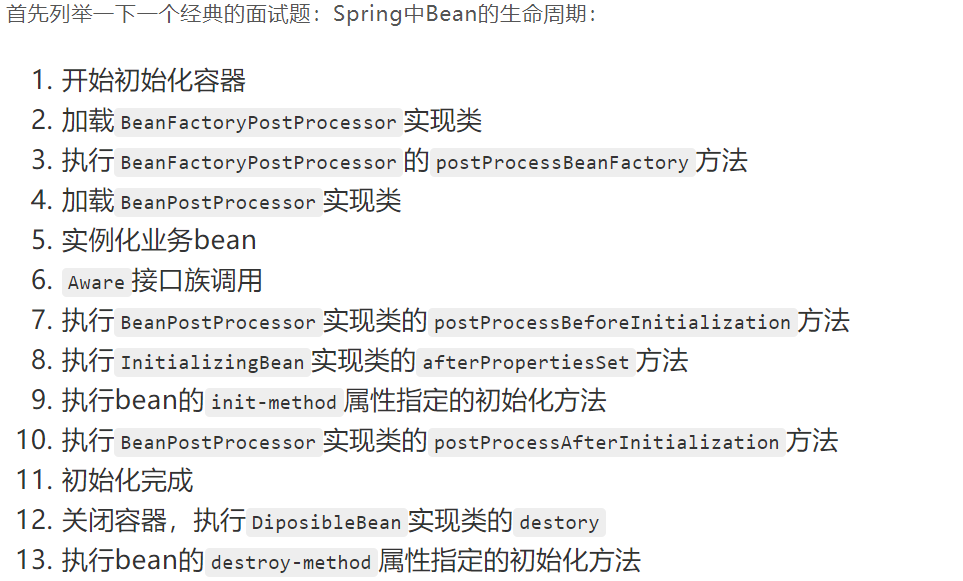 首先列举一下一个经典的面试题：Spring中Bean的生命周期：
1. 开始初始化容器
2. 加载BeanFactoryPostProcessor实现类
3. 执行BeanFactoryPostProcessor的postProcessBeanFactory方法
4. 加载BeanPostProcessor实现类
5. 实例化业务bean
6. Aware接口族调用
7. 执行BeanPostProcessor实现类的postProcessBeforeInitialization方法
8. 执行InitializingBean实现类的afterPropertiesSet方法
9. 执行bean的init-method属性指定的初始化方法
10. 执行BeanPostProcessor实现类的postProcessAfterInitialization方法
11. 初始化完成
12. 关闭容器，执行DiposibleBean实现类的destory
13. 执行bean的destroy-method属性指定的初始化方法